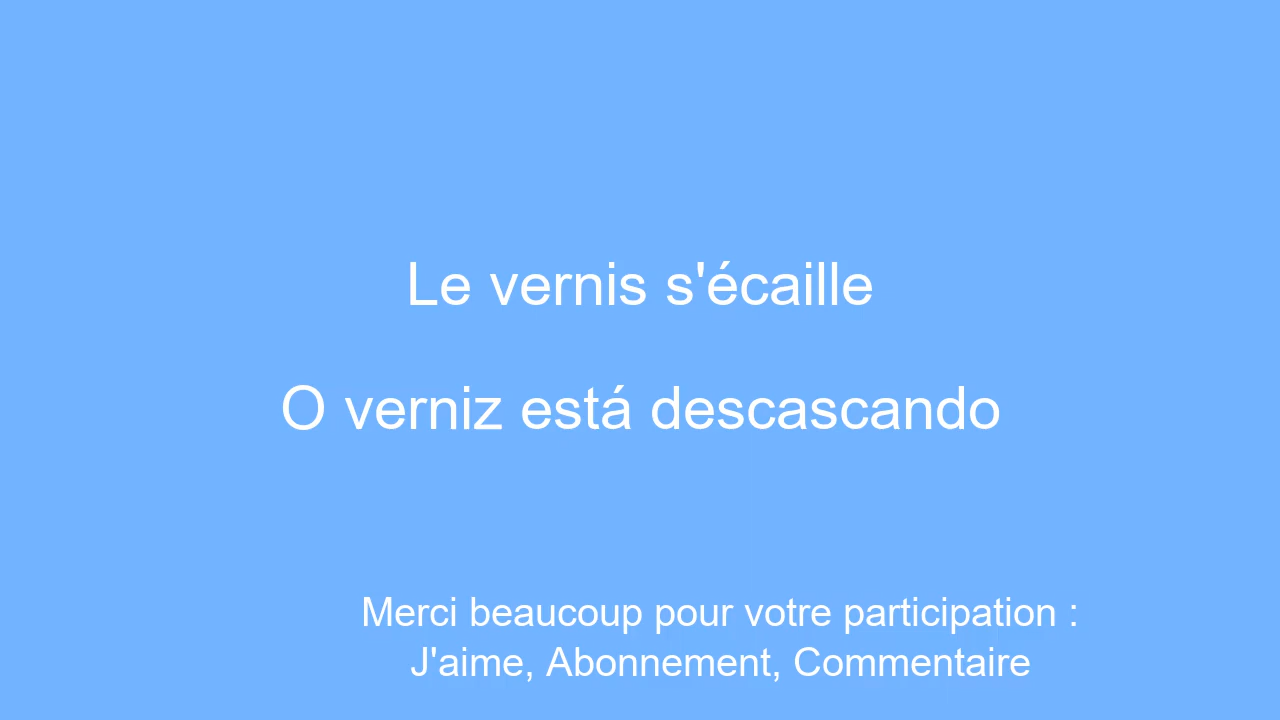 Le vernis s'écaille
O verniz está descascando
Merci beaucoup pour votre participation :
J'aime, Abonnement, Commentaire